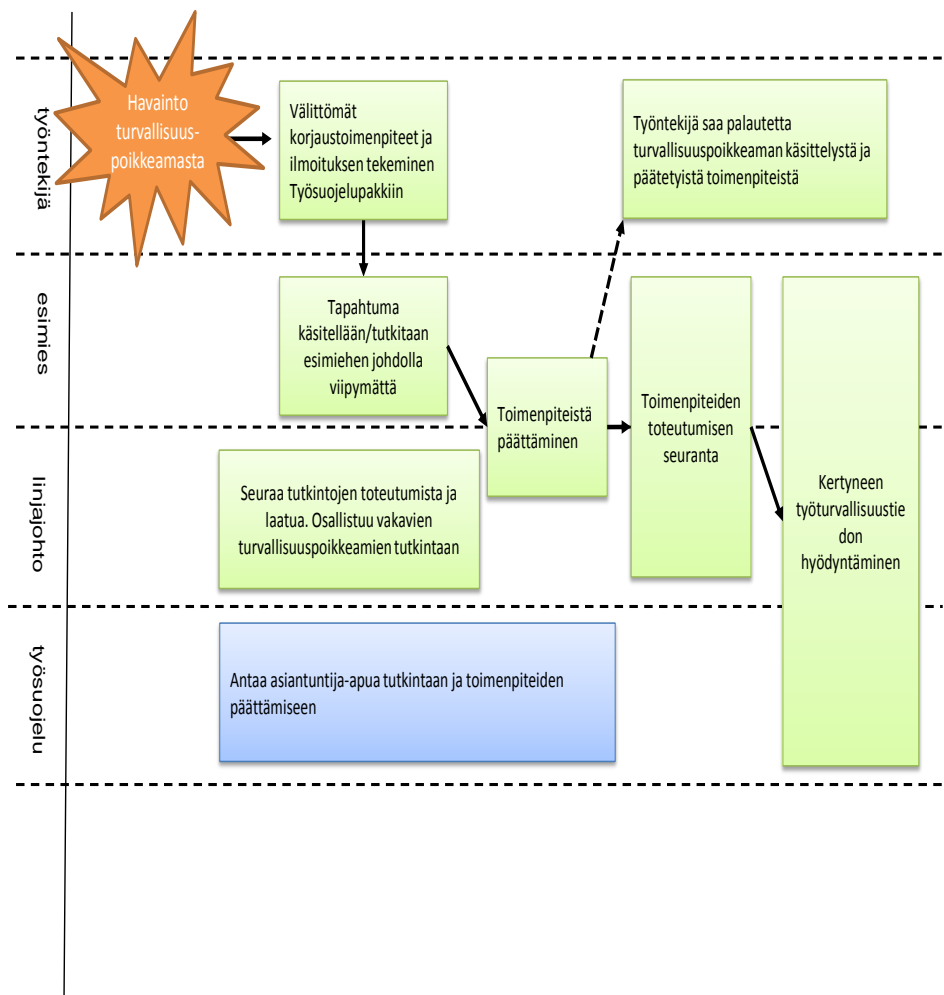 työntekijä
Havainto
turvallisuus-
poikkeamasta
Välittömät
korjaustoimenpiteet ja
ilmoituksen tekeminen
Työsuojelupakkiin
Työntekijä saa palautetta
turvallisuuspoikkeaman käsittelystä ja
päätetyistä toimenpiteistä
esimies
Tapahtuma
käsitellään/tutkitaan
esimiehen johdolla
viipymättä
Toimenpiteistä
päättäminen
Toimenpiteiden
toteutumisen
seuranta
Kertyneen
työturvallisuustie
don
hyödyntäminen
linjajohto
Seuraa tutkintojen toteutumista ja
laatua. Osallistuu vakavien
turvallisuuspoikkeamien tutkintaan
työsuojelu
Antaa asiantuntija-apua tutkintaan ja toimenpiteiden
päättämiseen